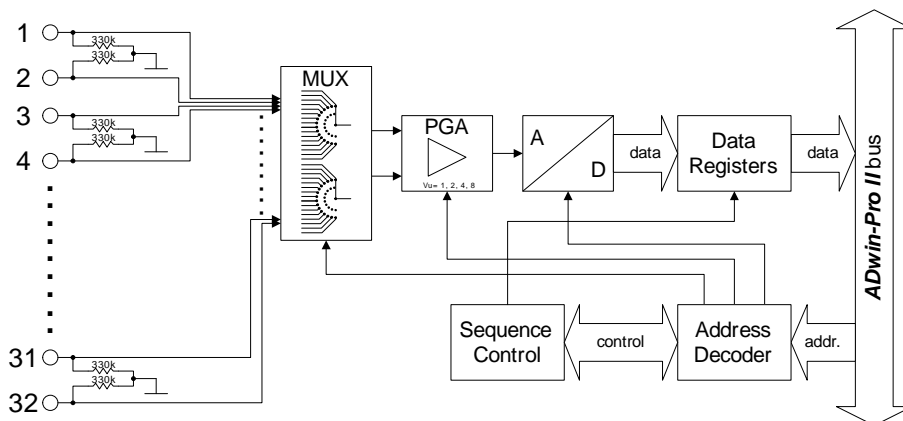 1
330k
330k
2
3
330k
330k
4
31
330k
330k
32
MUX
PGA
Vu= 1, 2, 4, 8
A
D
data
Data
Registers
data
Sequence
Control
control
Address
Decoder
addr.
ADwin-Pro II bus